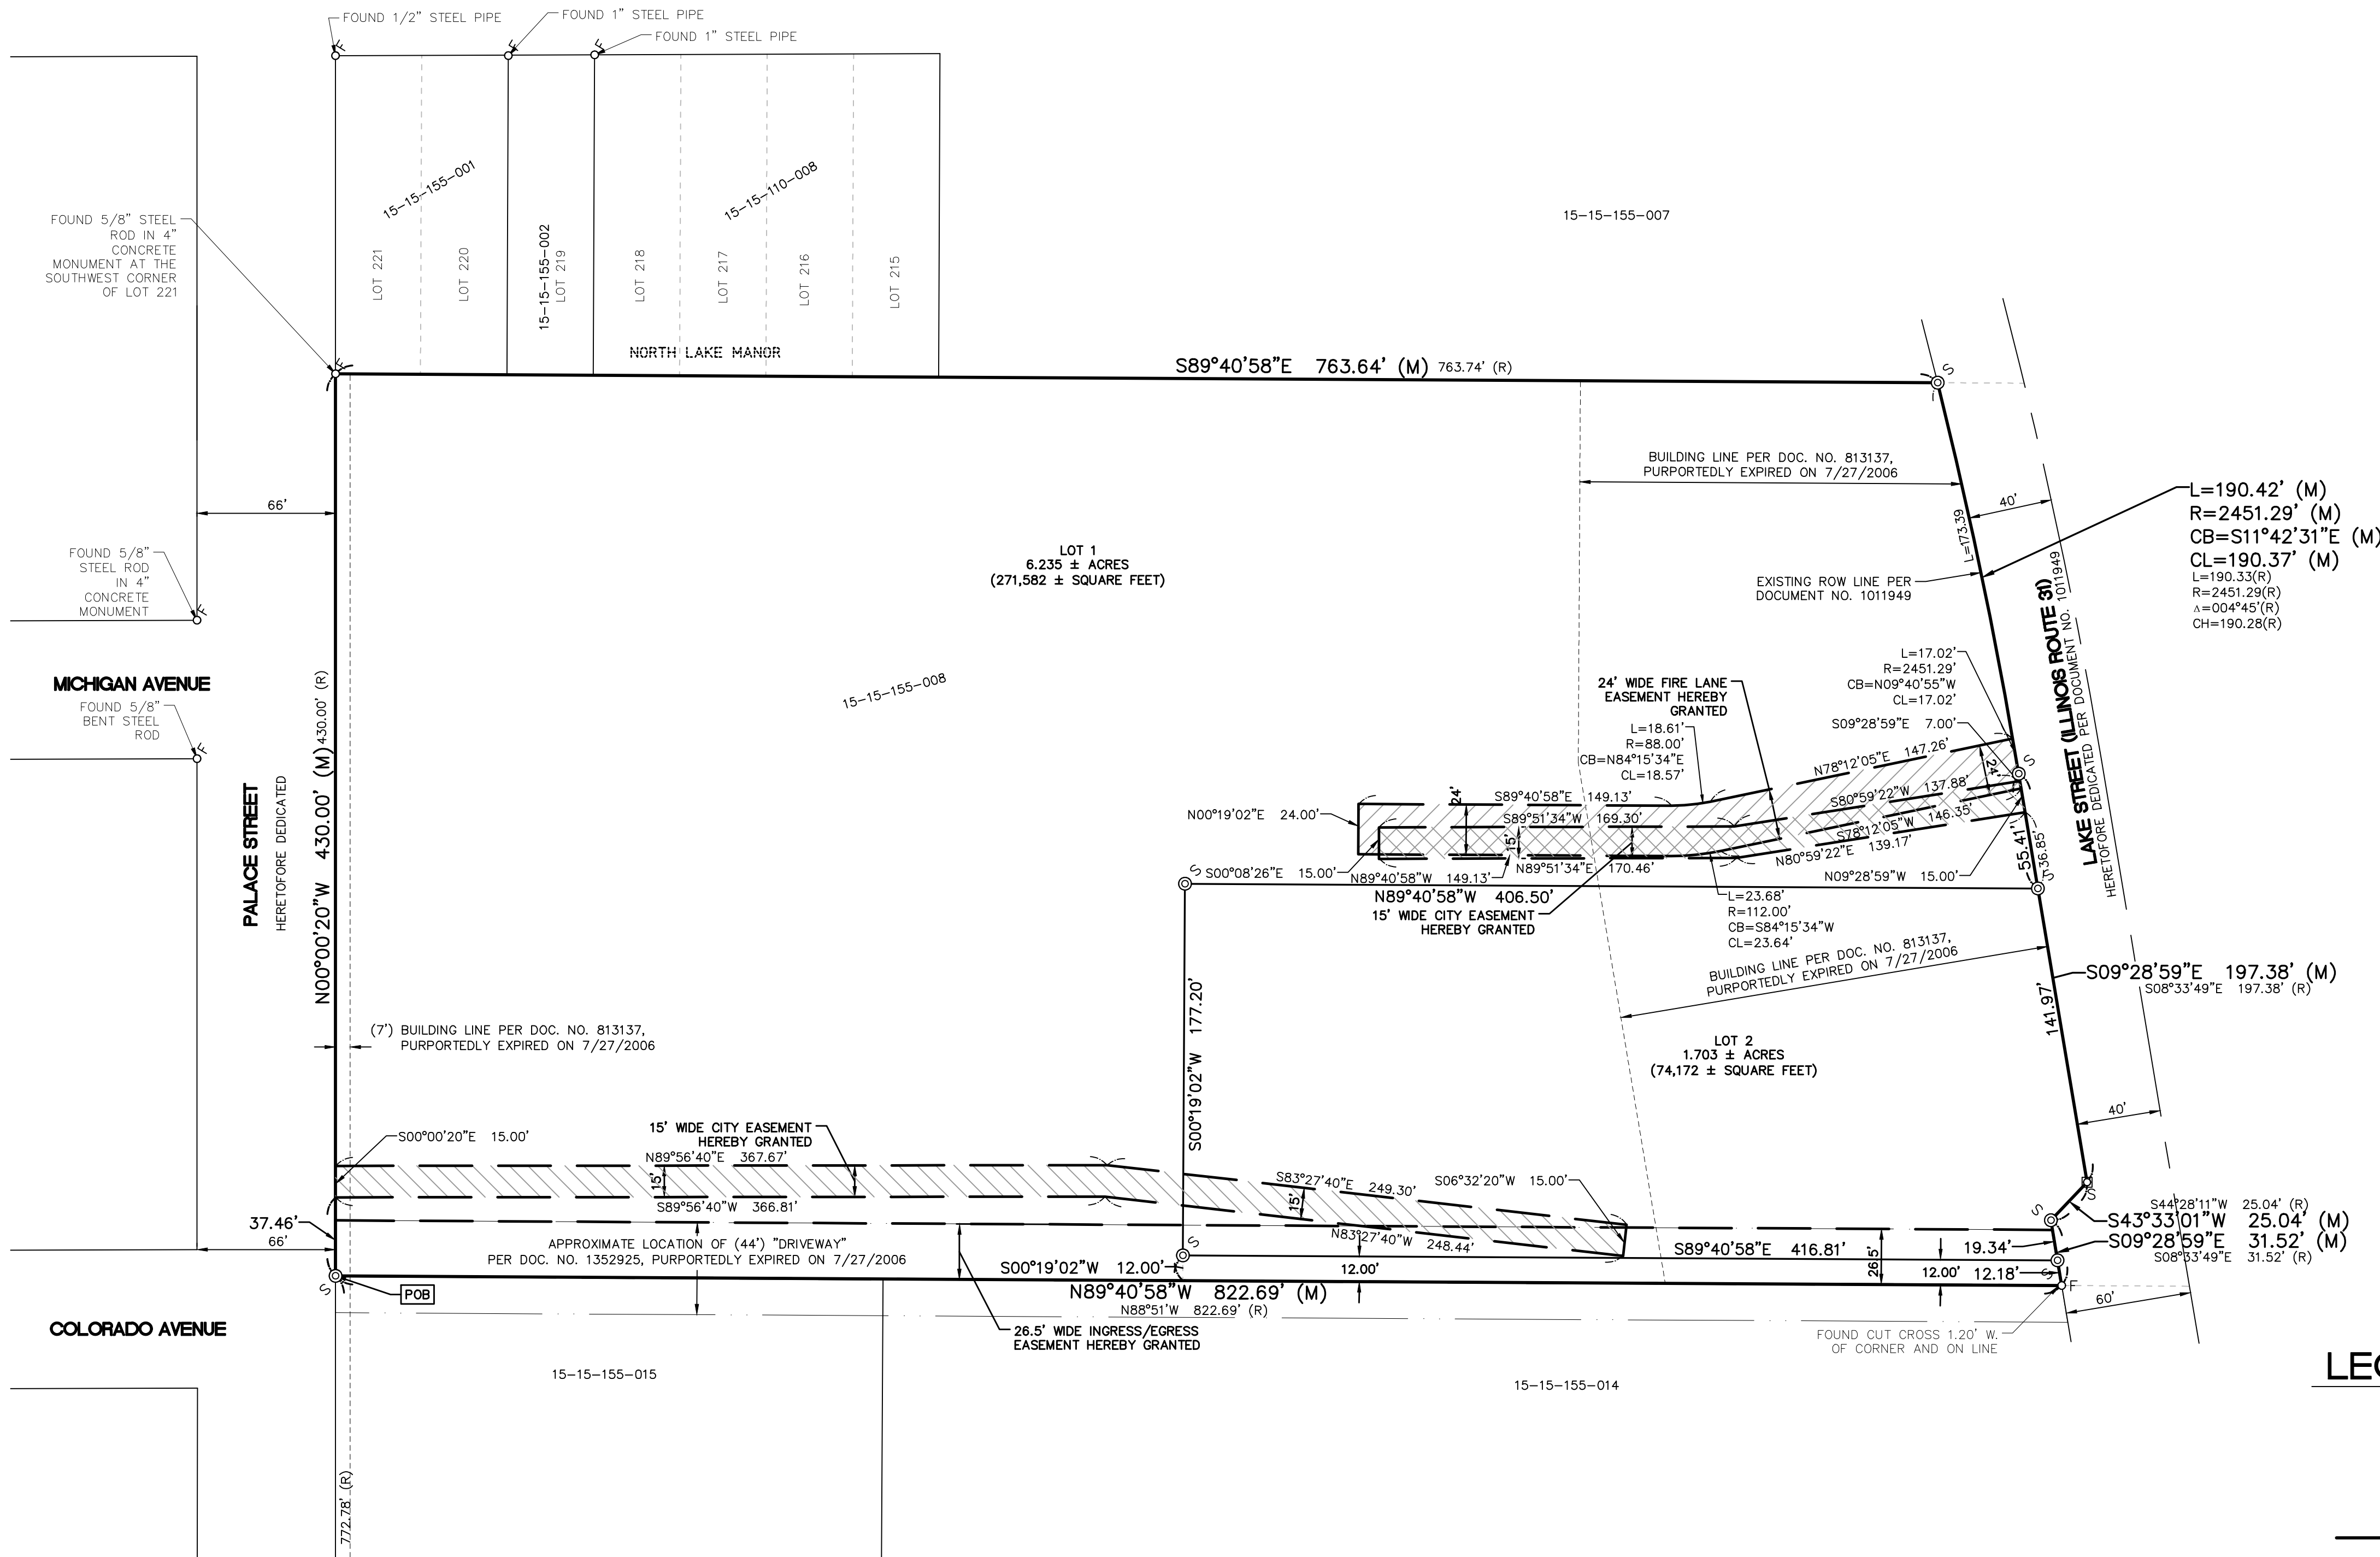 FOUND 1/2" STEEL PIPE
FOUND 1" STEEL PIPE
FOUND 1" STEEL PIPE
F
F
F
15-15-155-001
15-15-155-002
15-15-110-008
15-15-155-007
LOT 221
LOT 220
LOT 219
LOT 218
LOT 217
LOT 216
LOT 215
NORTH LAKE MANOR
FOUND 5/8" STEEL
ROD IN 4"
CONCRETE
MONUMENT AT THE
SOUTHWEST CORNER
OF LOT 221
F
S89°40'58"E 763.64' (M) 763.74' (R)
S
BUILDING LINE PER DOC. NO. 813137,
PURPORTEDLY EXPIRED ON 7/27/2006
40'
L=173.39
L=190.42' (M)
R=2451.29' (M)
CB=S11°42'31"E (M)
CL=190.37' (M)
L=190.33(R)
R=2451.29(R)
Δ=004°45'(R)
CH=190.28(R)
66'
FOUND 5/8"
STEEL ROD
IN 4"
CONCRETE
MONUMENT
F
LOT 1
6.235 ± ACRES
(271,582 ± SQUARE FEET)
EXISTING ROW LINE PER
DOCUMENT NO. 1011949
LAKE STREET (ILLINOIS ROUTE 31)
HERETOFORE DEDICATED PER DOCUMENT NO. 1011949
MICHIGAN AVENUE
FOUND 5/8"
BENT STEEL
ROD
F
PALACE STREET
HERETOFORE DEDICATED
N00°00'20"W 430.00' (M) 430.00' (R)
15-15-155-008
24' WIDE FIRE LANE
EASEMENT HEREBY
GRANTED
L=17.02'
R=2451.29'
CB=N09°40'55"W
CL=17.02'
S09°28'59"E 7.00'
S
L=18.61'
R=88.00'
CB=N84°15'34"E
CL=18.57'
N78°12'05"E 147.26'
24'
S80°59'22"W 137.88'
S78°12'05"W 146.35'
N80°59'22"E 139.17'
N00°19'02"E 24.00'
24'
S89°40'58"E 149.13'
S89°51'34"W 169.30'
15'
N89°51'34"E 170.46'
N89°40'58"W 149.13'
S00°08'26"E 15.00'
N09°28'59"W 15.00'
55.41'
36.85'
S
S
N89°40'58"W 406.50'
15' WIDE CITY EASEMENT
HEREBY GRANTED
L=23.68'
R=112.00'
CB=S84°15'34"W
CL=23.64'
BUILDING LINE PER DOC. NO. 813137,
PURPORTEDLY EXPIRED ON 7/27/2006
S09°28'59"E 197.38' (M)
S08°33'49"E 197.38' (R)
141.97'
S00°19'02"W 177.20'
(7') BUILDING LINE PER DOC. NO. 813137,
PURPORTEDLY EXPIRED ON 7/27/2006
LOT 2
1.703 ± ACRES
(74,172 ± SQUARE FEET)
40'
S00°00'20"E 15.00'
15' WIDE CITY EASEMENT
HEREBY GRANTED
N89°56'40"E 367.67'
15'
S89°56'40"W 366.81'
S83°27'40"E 249.30'
15'
N83°27'40"W 248.44'
S06°32'20"W 15.00'
S
S
S44°28'11"W 25.04' (R)
S43°33'01"W 25.04' (M)
S09°28'59"E 31.52' (M)
S08°33'49"E 31.52' (R)
37.46'
66'
APPROXIMATE LOCATION OF (44') "DRIVEWAY"
PER DOC. NO. 1352925, PURPORTEDLY EXPIRED ON 7/27/2006
S
S00°19'02"W 12.00'
12.00'
S89°40'58"E 416.81'
26.5'
19.34'
12.00'
12.18'
S
F
S
POB
N89°40'58"W 822.69' (M)
N88°51'W 822.69' (R)
60'
COLORADO AVENUE
26.5' WIDE INGRESS/EGRESS
EASEMENT HEREBY GRANTED
FOUND CUT CROSS 1.20' W.
OF CORNER AND ON LINE
15-15-155-015
15-15-155-014
772.78' (R)